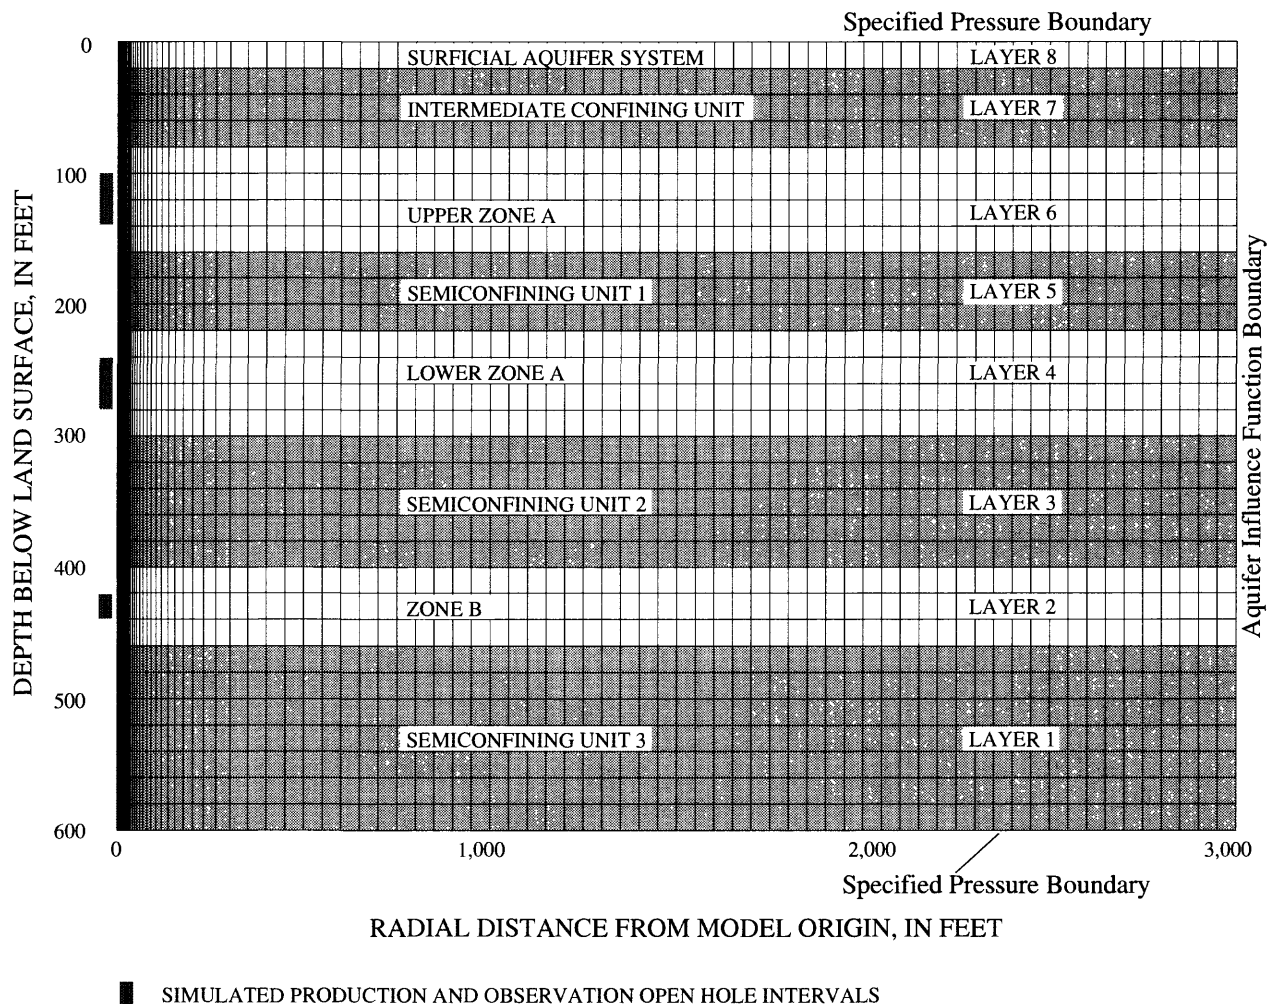 Specified Pressure Boundary
0
SURFICIAL AQUIFER SYSTEM LAYER 8
INTERMEDIATE CONFINING UNIT LAYER 7
100
UPPER ZONE A LAYER 6
SEMICONFINING UNIT 1 LAYER 5
200
LOWER ZONE A LAYER 4
300
SEMICONFINING UNIT 2 LAYER 3
400
ZONE B LAYER 2
500
SEMICONFINING UNIT 3 LAYER 1
600
DEPTH BELOW LAND SURFACE, IN FEET
Aquifer Influence Function Boundary
0 1,000 2,000 3,000
Specified Pressure Boundary
RADIAL DISTANCE FROM MODEL ORIGIN, IN FEET
SIMULATED PRODUCTION AND OBSERVATION OPEN HOLE INTERVALS